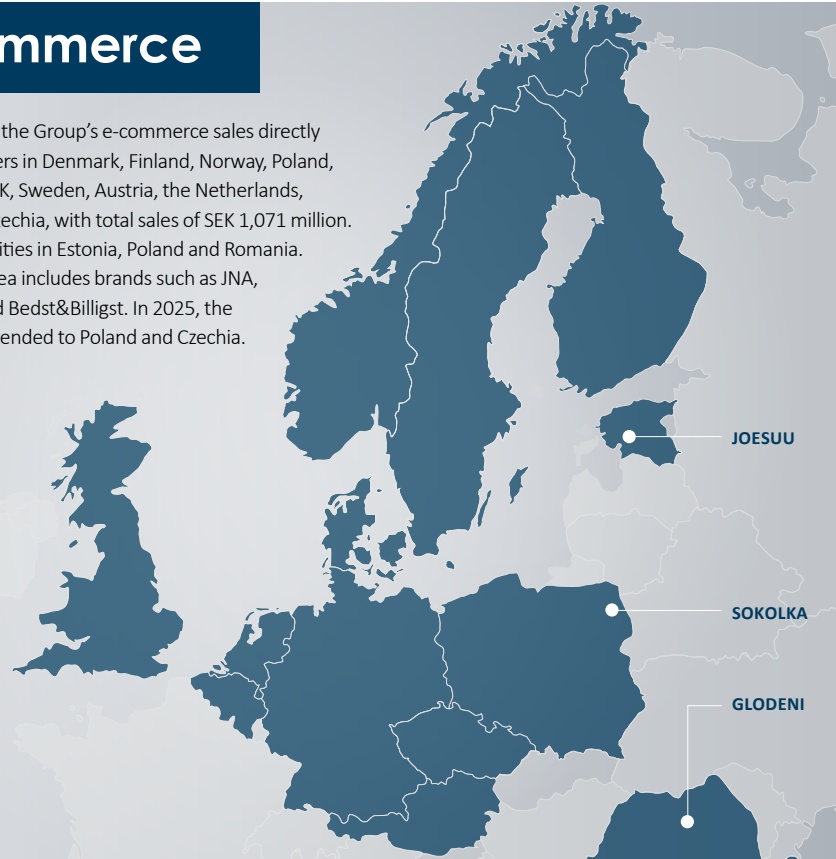 mmerce
the Group's e-commerce sales directly
ers in Denmark, Finland, Norway, Poland,
K, Sweden, Austria, the Netherlands,
zechia, with total sales of SEK 1,071 million.
ities in Estonia, Poland and Romania.
ea includes brands such as JNA,
d Bedst&Billigst. In 2025, the
ended to Poland and Czechia.
JOESUU
SOKOLKA
GLODENI